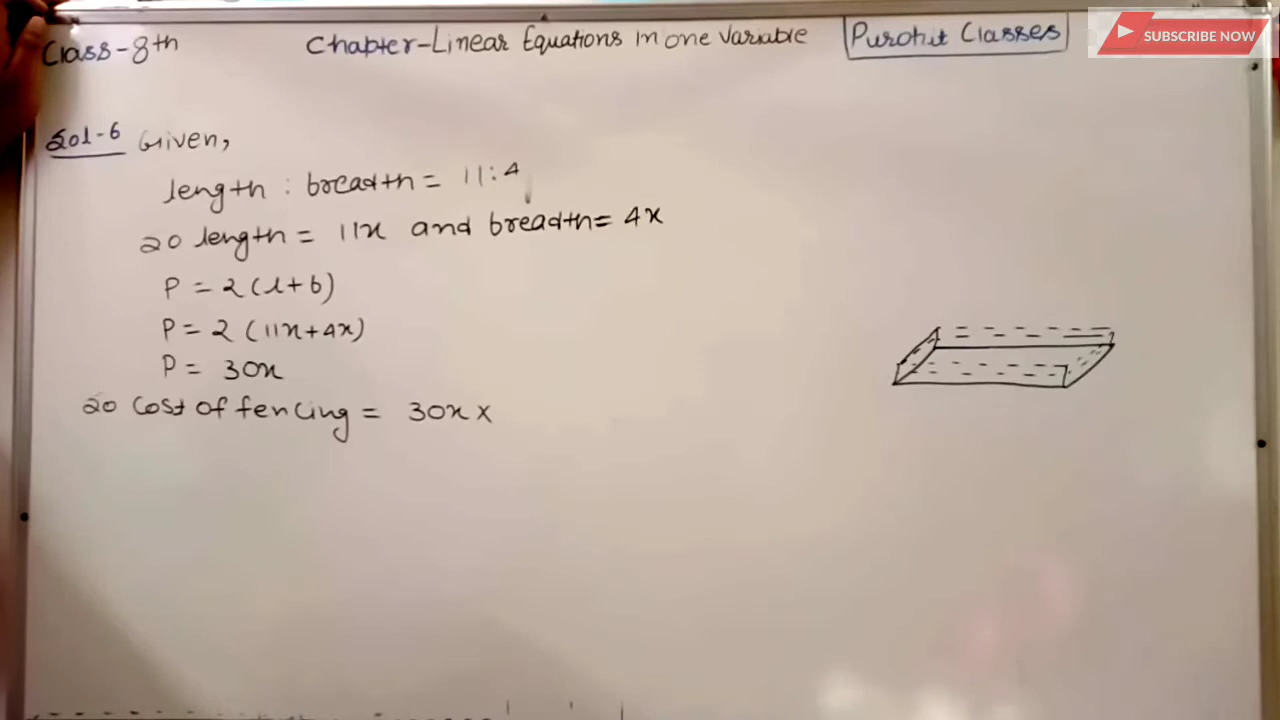 Class-8th Chapter-Linear Equations in one Variable Purohit Classes SUBSCRIBE NOW
Sol-6 Given,
length : breadth = 11:4
So length = 11x and breadth = 4x
P = 2(l+b)
P = 2 (11x+4x)
P = 30x
So Cost of fencing = 30x ×